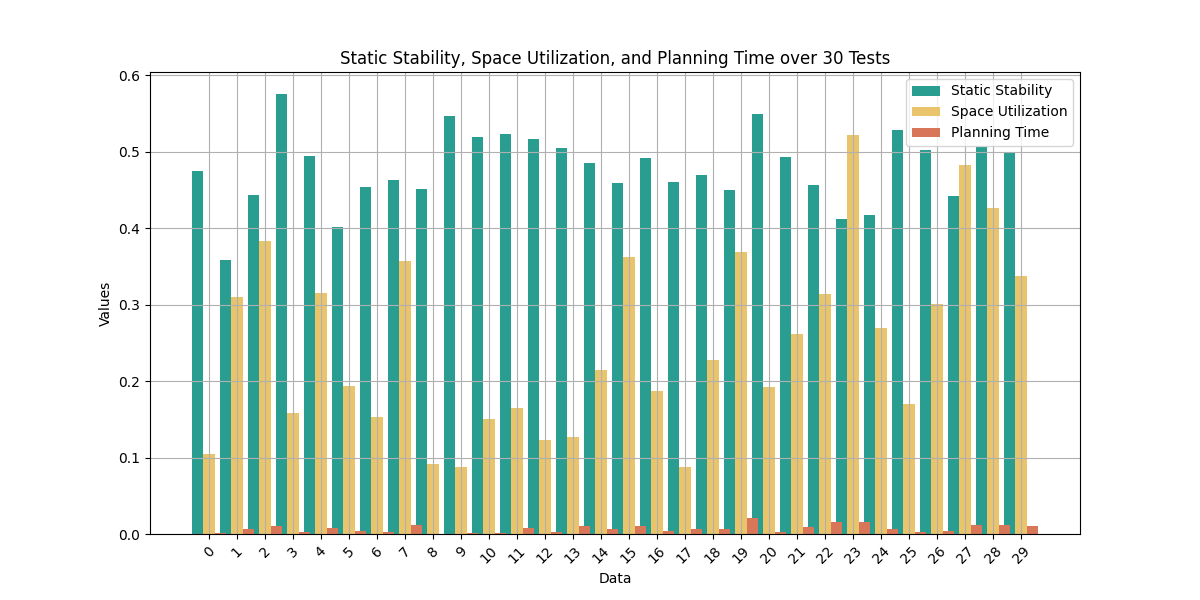 Static Stability, Space Utilization, and Planning Time over 30 Tests
Static Stability
Space Utilization
Planning Time
Values
0.6
0.5
0.4
0.3
0.2
0.1
0.0
0 1 2 3 4 5 6 7 8 9 10 11 12 13 14 15 16 17 18 19 20 21 22 23 24 25 26 27 28 29
Data